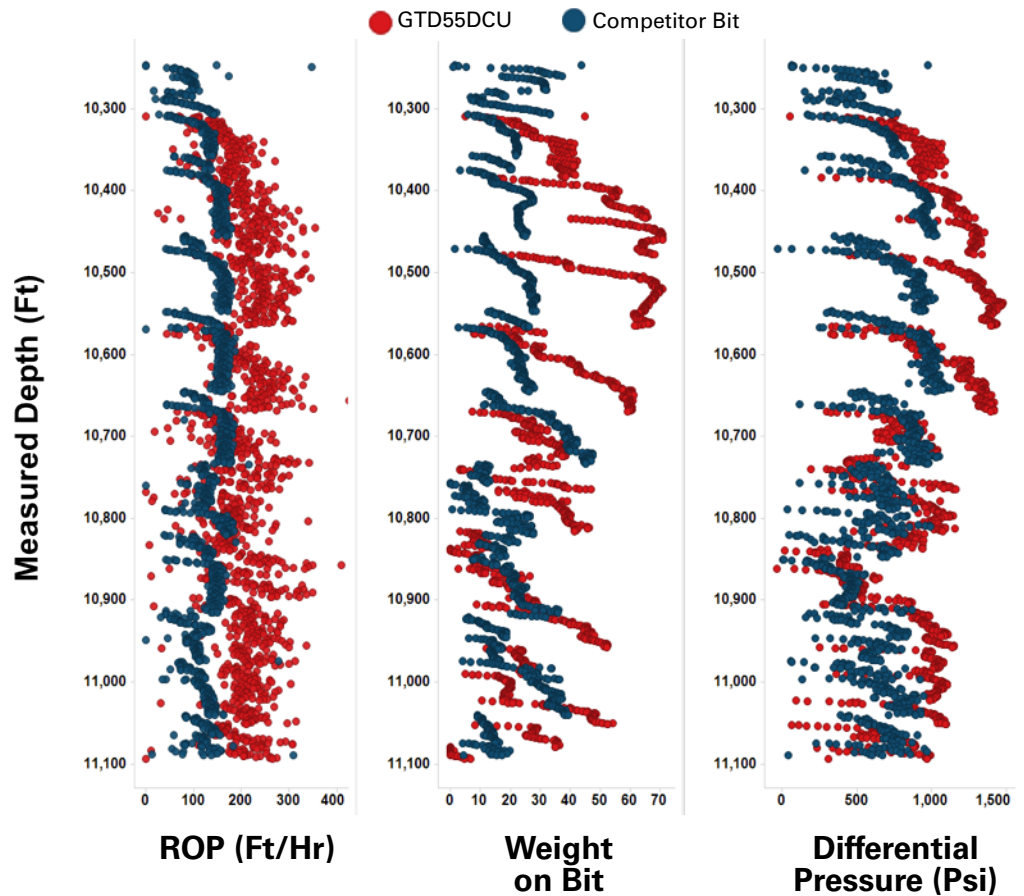 GTD55DCU Competitor Bit
Measured Depth (Ft)
10,300
10,400
10,500
10,600
10,700
10,800
10,900
11,000
11,100
0 100 200 300 400
ROP (Ft/Hr)
10,300
10,400
10,500
10,600
10,700
10,800
10,900
11,000
11,100
0 10 20 30 40 50 60 70
Weight
on Bit
10,300
10,400
10,500
10,600
10,700
10,800
10,900
11,000
11,100
0 500 1,000 1,500
Differential
Pressure (Psi)